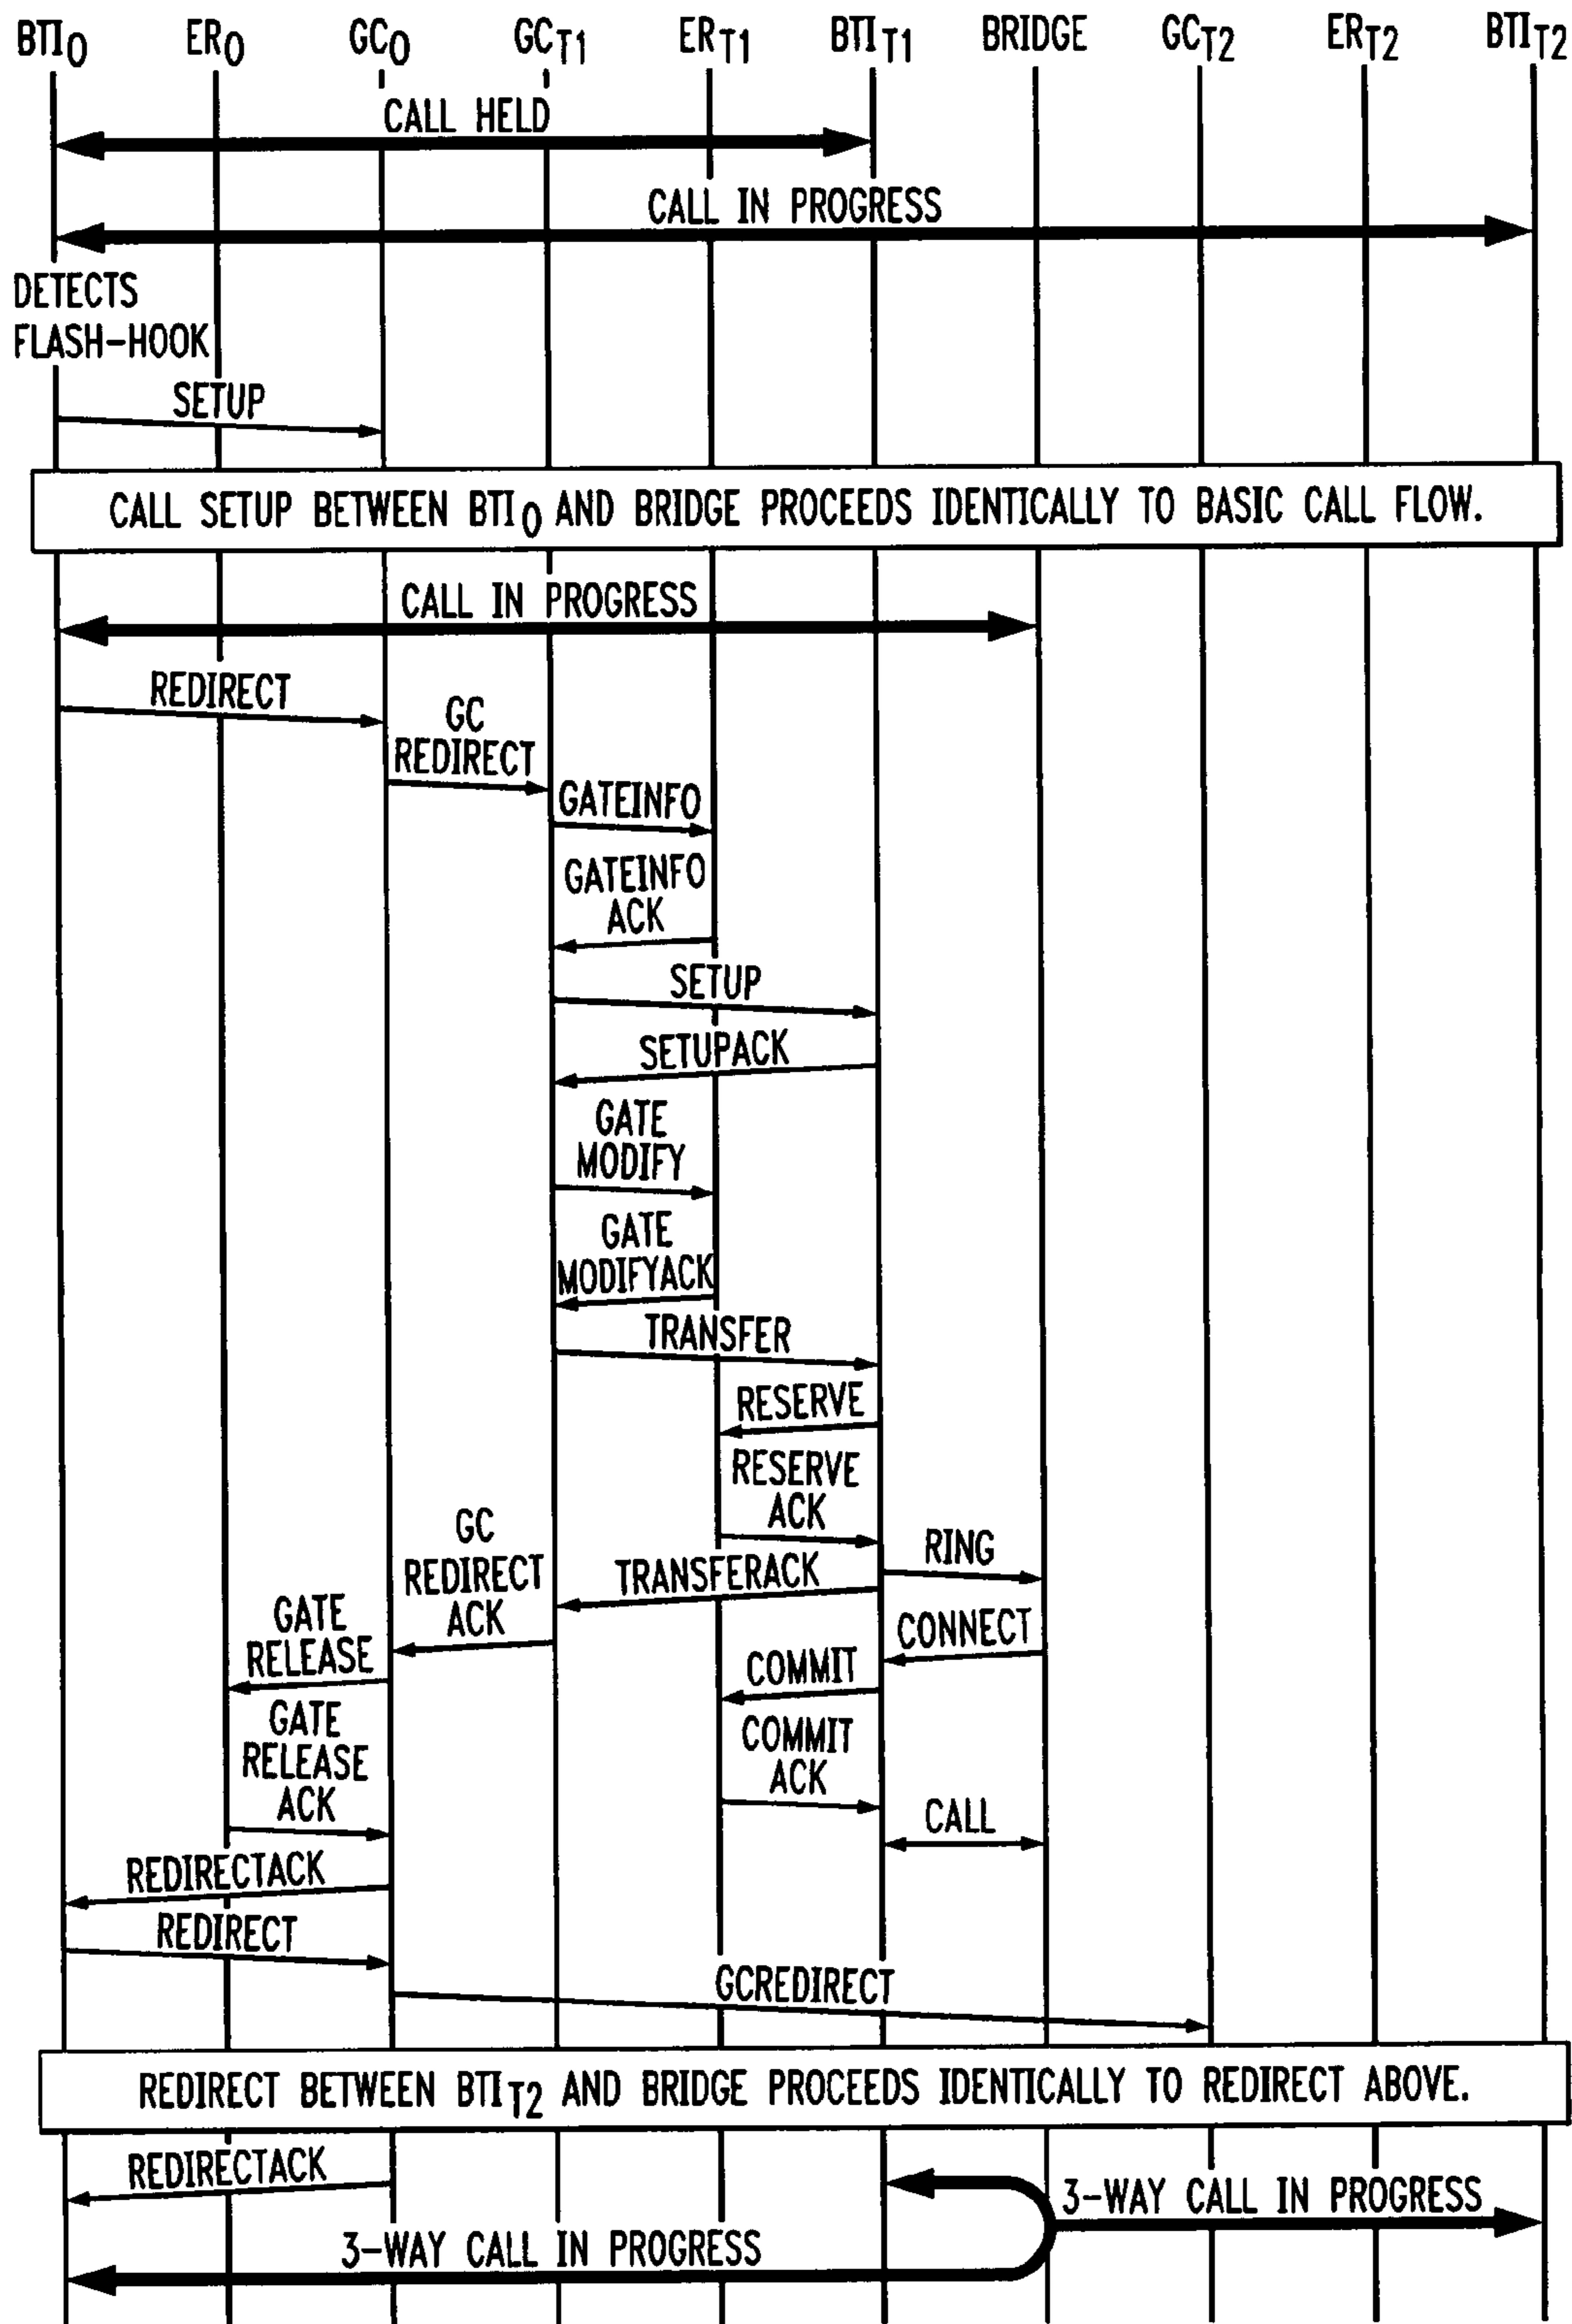 BTI0 ER0 GC0 GCT1 ERT1 BTIT1 BRIDGE GCT2 ERT2 BTIT2
CALL HELD
CALL IN PROGRESS
DETECTS
FLASH-HOOK
SETUP
CALL SETUP BETWEEN BTI0 AND BRIDGE PROCEEDS IDENTICALLY TO BASIC CALL FLOW.
CALL IN PROGRESS
REDIRECT
GC
REDIRECT
GATEINFO
GATEINFO
ACK
SETUP
SETUPACK
GATE
MODIFY
GATE
MODIFYACK
TRANSFER
RESERVE
RESERVE
ACK
RING
GC
REDIRECT
ACK
TRANSFERACK
GATE
RELEASE
CONNECT
COMMIT
GATE
RELEASE
ACK
COMMIT
ACK
CALL
REDIRECTACK
REDIRECT
GCREDIRECT
REDIRECT BETWEEN BTIT2 AND BRIDGE PROCEEDS IDENTICALLY TO REDIRECT ABOVE.
REDIRECTACK
3-WAY CALL IN PROGRESS
3-WAY CALL IN PROGRESS